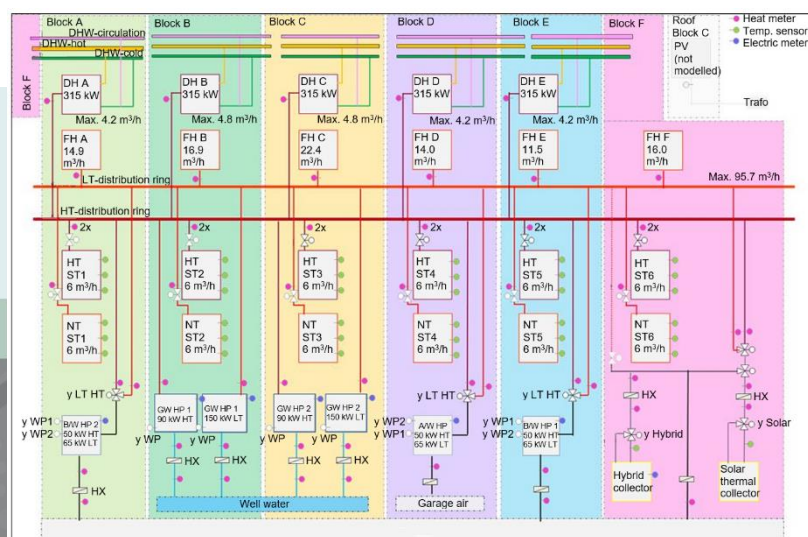 Block A
Block B
Block C
Block D
Block E
Block F
Block F
DHW-circulation
DHW-hot
DHW-cold
Roof
Block C
PV
(not
modelled)
Heat meter
Temp. sensor
Electric meter
Trafo
DH A
315 kW
DH B
315 kW
DH C
315 kW
DH D
315 kW
DH E
315 kW
Max. 4.2 m³/h
Max. 4.8 m³/h
Max. 4.8 m³/h
Max. 4.2 m³/h
Max. 4.2 m³/h
FH A
14.9
m³/h
FH B
16.9
m³/h
FH C
22.4
m³/h
FH D
14.0
m³/h
FH E
11.5
m³/h
FH F
16.0
m³/h
LT-distribution ring
Max. 95.7 m³/h
HT-distribution ring
2x
2x
2x
2x
2x
2x
HT
ST1
6 m³/h
HT
ST2
6 m³/h
HT
ST3
6 m³/h
HT
ST4
6 m³/h
HT
ST5
6 m³/h
HT
ST6
6 m³/h
NT
ST1
6 m³/h
NT
ST2
6 m³/h
NT
ST3
6 m³/h
NT
ST4
6 m³/h
NT
ST5
6 m³/h
NT
ST6
6 m³/h
y LT HT
y LT HT
y LT HT
y WP1
y WP2
B/W HP 2
50 kW HT
65 kW LT
GW HP 1
90 kW HT
GW HP 1
150 kW LT
y WP
y WP
GW HP 2
90 kW HT
GW HP 2
150 kW LT
y WP
y WP
y WP2
y WP1
A/W HP
50 kW HT
65 kW LT
y WP1
y WP2
B/W HP 1
50 kW HT
65 kW LT
HX
HX
y Hybrid
y Solar
HX
HX
HX
HX
HX
HX
Hybrid
collector
Solar
thermal
collector
Well water
Garage air